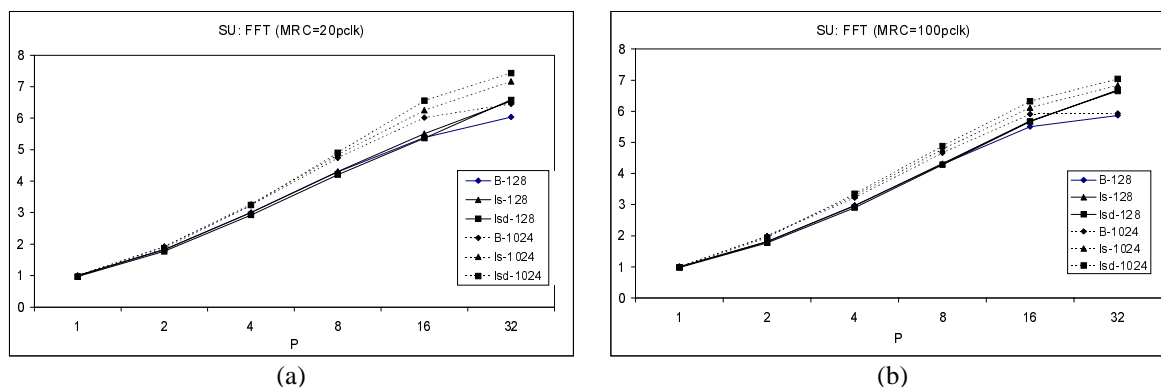 SU: FFT (MRC=20pclk)
8
7
6
5
4
3
2
1
0
1 2 4 8 16 32
P
B-128
Is-128
Isd-128
B-1024
Is-1024
Isd-1024
(a)
SU: FFT (MRC=100pclk)
8
7
6
5
4
3
2
1
0
1 2 4 8 16 32
P
B-128
Is-128
Isd-128
B-1024
Is-1024
Isd-1024
(b)